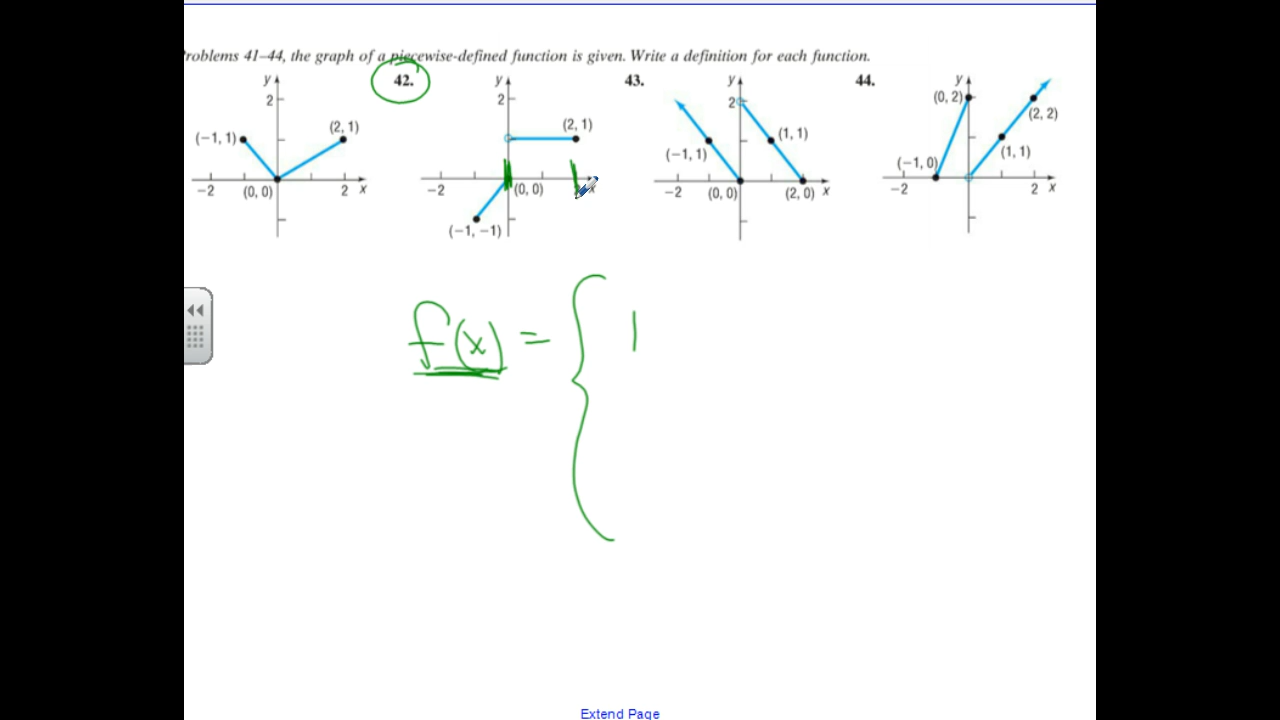 roblems 41–44, the graph of a piecewise-defined function is given. Write a definition for each function.
42. 43. 44.
y 2 (−1, 1) (2, 1) −2 (0, 0) 2 x
y 2 (2, 1) −2 (0, 0) x (−1, −1)
y 2 (1, 1) (−1, 1) −2 (0, 0) (2, 0) x
y (0, 2) (2, 2) (1, 1) (−1, 0) −2 2 x
f(x) = { 1
Extend Page